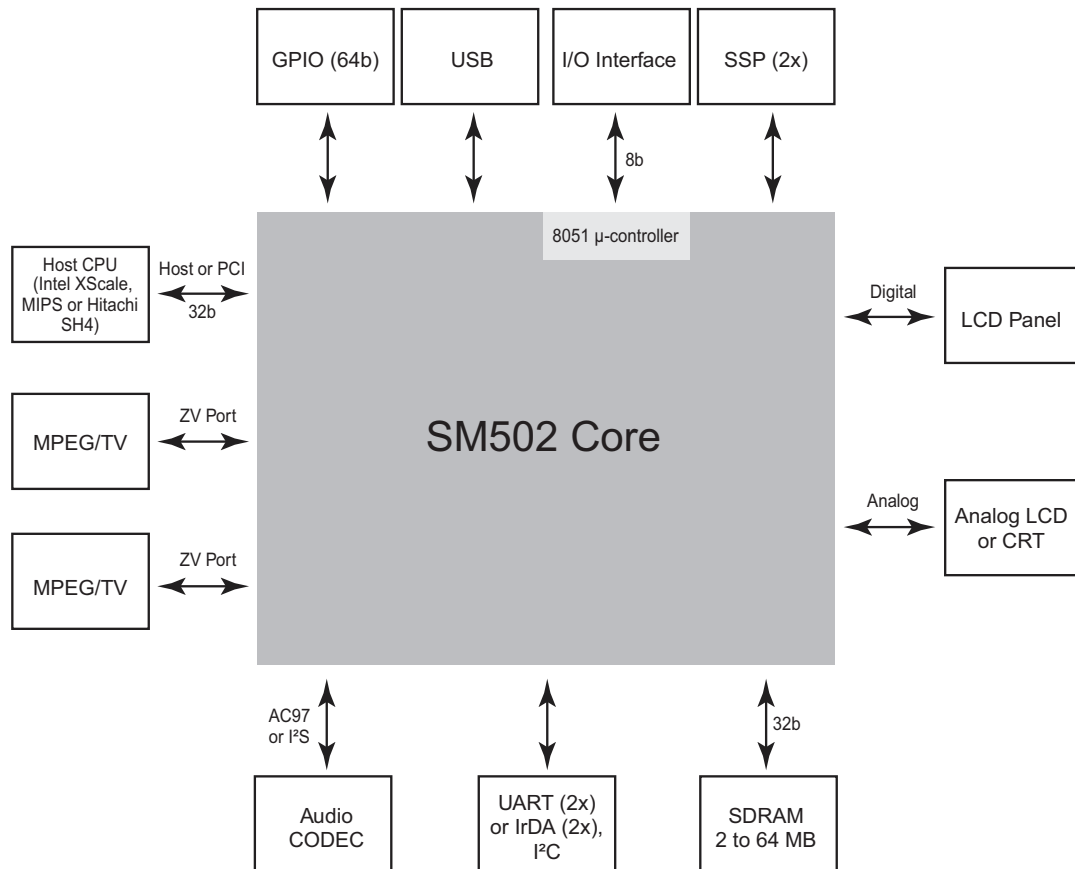 GPIO (64b)
USB
I/O Interface
SSP (2x)
8b
8051 µ-controller
Host CPU
(Intel XScale,
MIPS or Hitachi
SH4)
Host or PCI
32b
Digital
LCD Panel
MPEG/TV
ZV Port
SM502 Core
Analog
Analog LCD
or CRT
MPEG/TV
ZV Port
AC97
or I²S
32b
Audio
CODEC
UART (2x)
or IrDA (2x),
I²C
SDRAM
2 to 64 MB